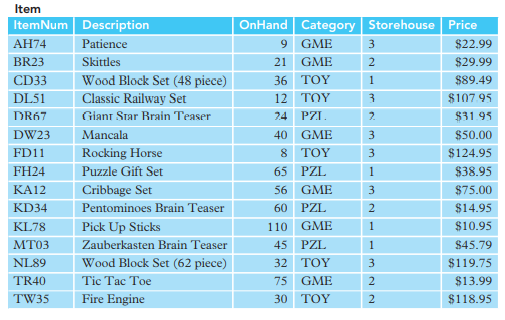 Item
ItemNum Description OnHand Category Storehouse Price
AH74 Patience 9 GME 3 $22.99
BR23 Skittles 21 GME 2 $29.99
CD33 Wood Block Set (48 piece) 36 TOY 1 $89.49
DL51 Classic Railway Set 12 TOY 3 $107.95
DR67 Giant Star Brain Teaser 24 PZL 2 $31.95
DW23 Mancala 40 GME 3 $50.00
FD11 Rocking Horse 8 TOY 3 $124.95
FH24 Puzzle Gift Set 65 PZL 1 $38.95
KA12 Cribbage Set 56 GME 3 $75.00
KD34 Pentominoes Brain Teaser 60 PZL 2 $14.95
KL78 Pick Up Sticks 110 GME 1 $10.95
MT03 Zauberkasten Brain Teaser 45 PZL 1 $45.79
NL89 Wood Block Set (62 piece) 32 TOY 3 $119.75
TR40 Tic Tac Toe 75 GME 2 $13.99
TW35 Fire Engine 30 TOY 2 $118.95